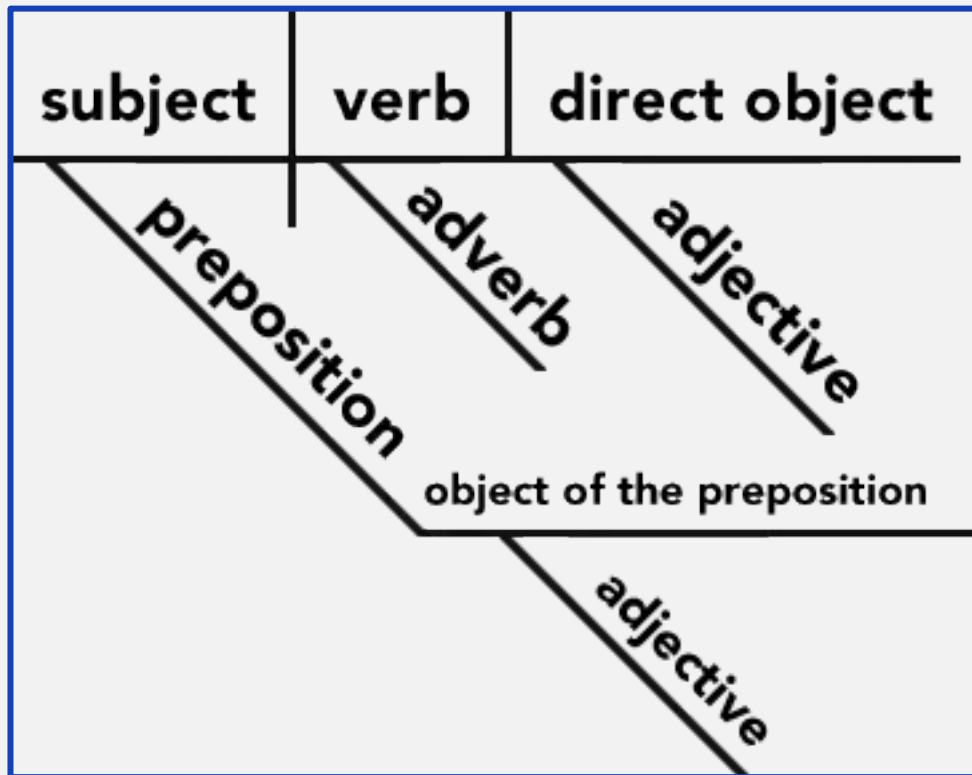 subject
verb
direct object
preposition
adverb
adjective
object of the preposition
adjective